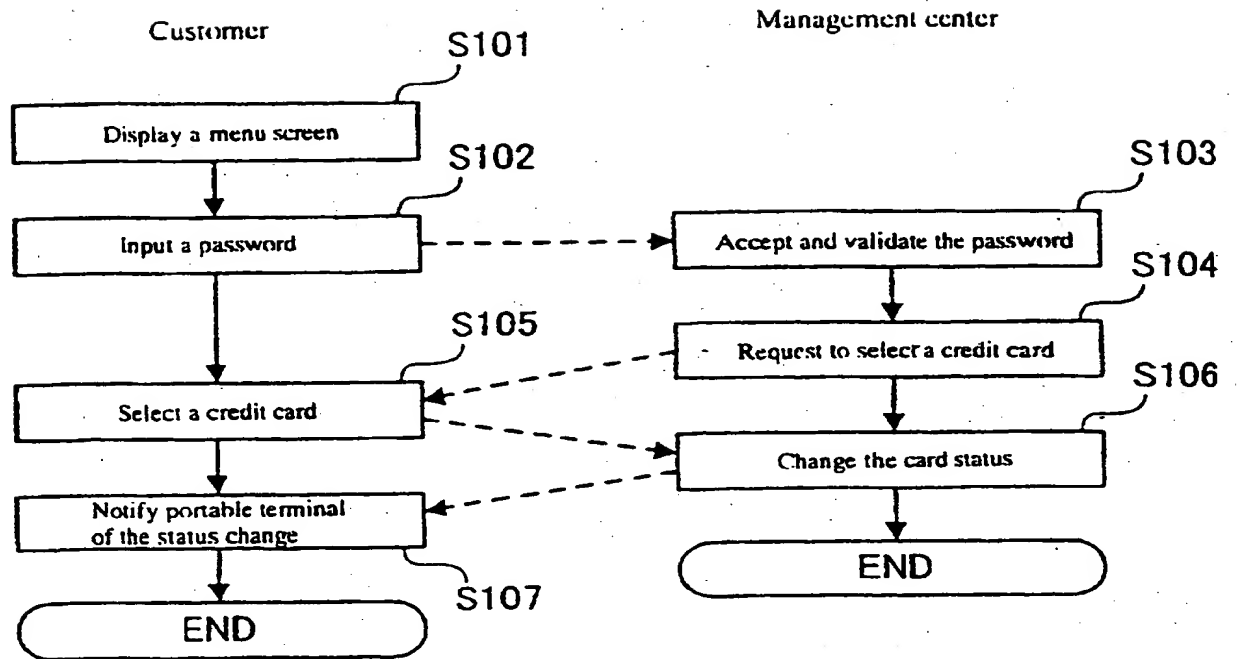 Customer
Management center
S101
Display a menu screen
S102
Input a password
S103
Accept and validate the password
S104
Request to select a credit card
S105
Select a credit card
S106
Change the card status
Notify portable terminal
of the status change
S107
END
END